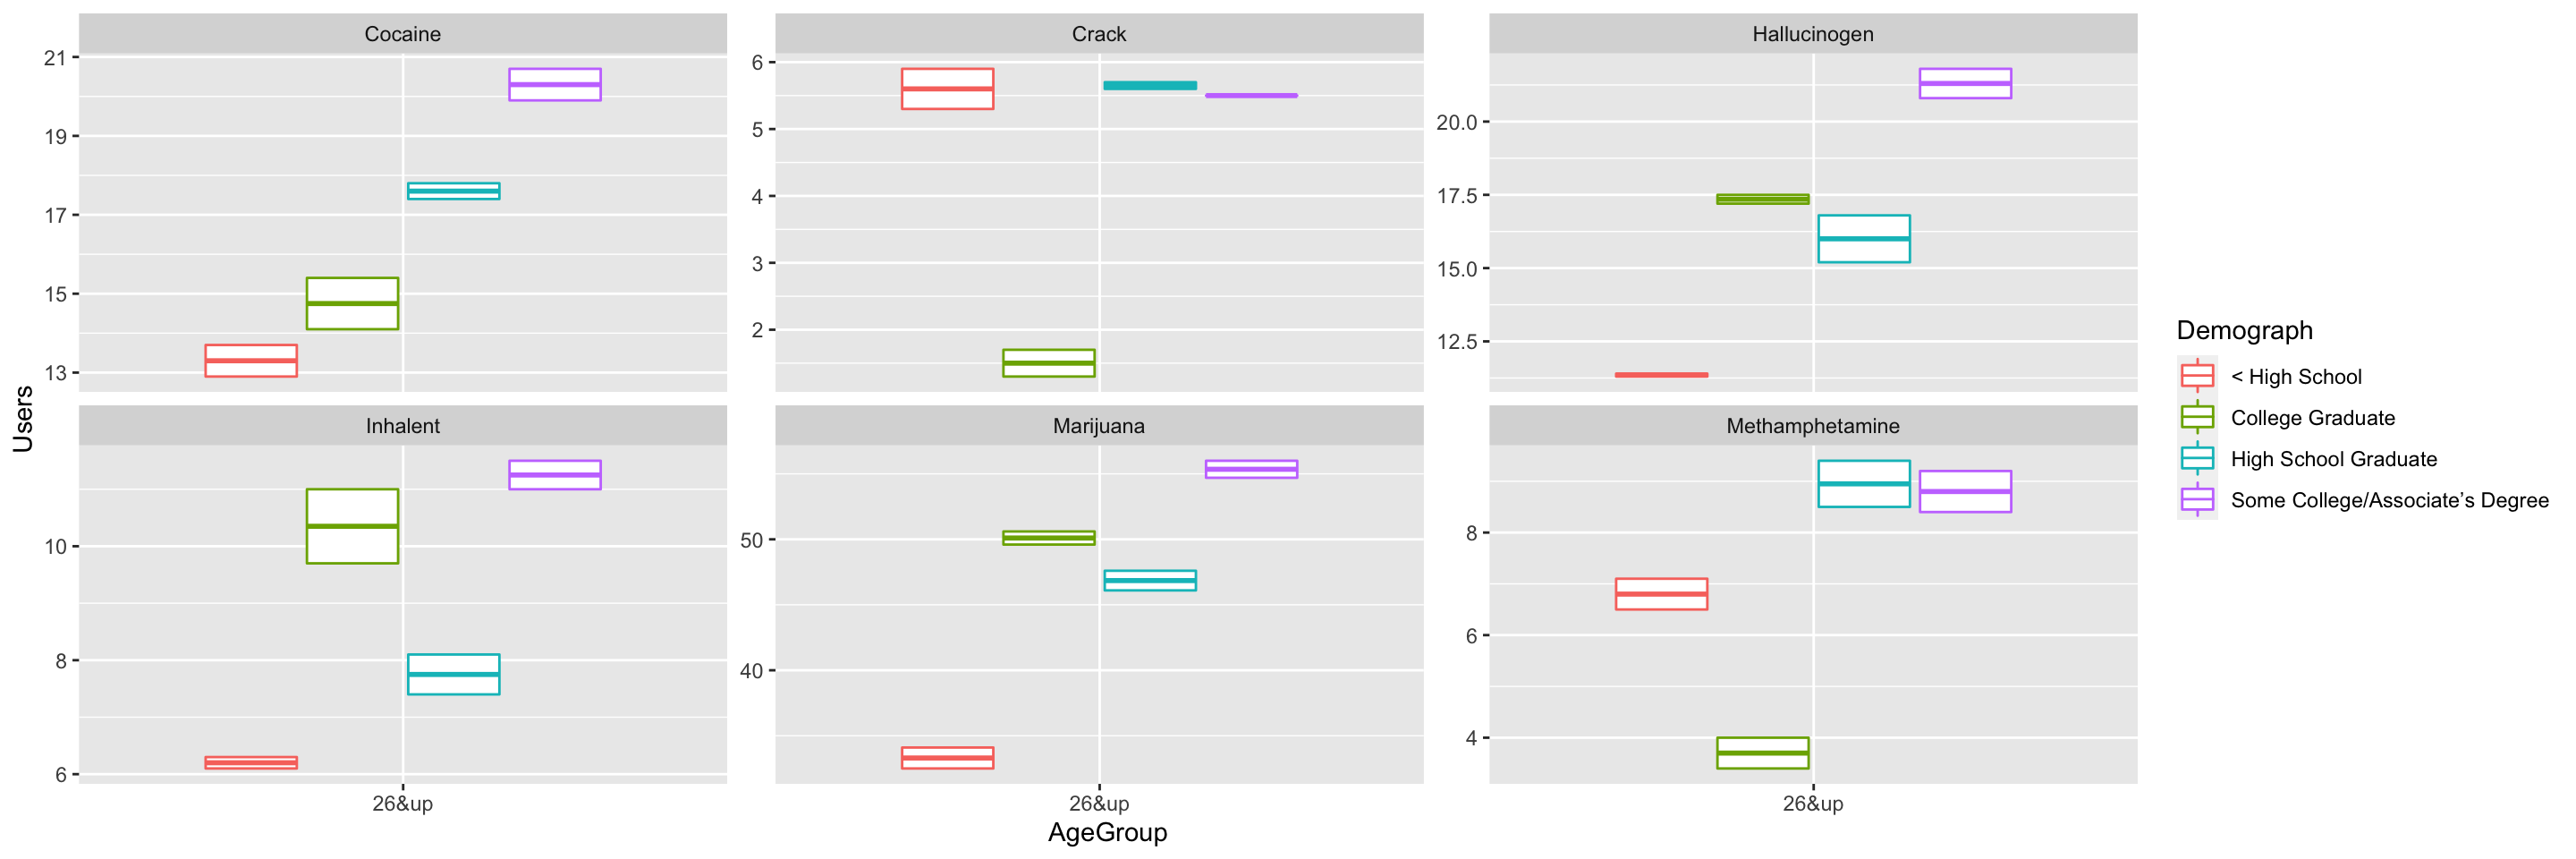 Cocaine
Crack
Hallucinogen
21
19
17
15
13
6
5
4
3
2
20.0
17.5
15.0
12.5
Inhalent
Marijuana
Methamphetamine
10
8
6
50
40
8
6
4
26&up
26&up
26&up
AgeGroup
Users
Demograph
< High School
College Graduate
High School Graduate
Some College/Associate’s Degree